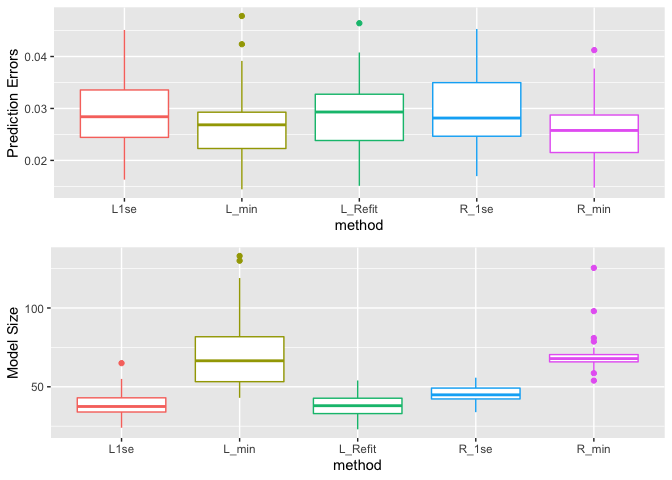 Prediction Errors
0.04
0.03
0.02
L1se L_min L_Refit R_1se R_min
method
Model Size
100
50
L1se L_min L_Refit R_1se R_min
method